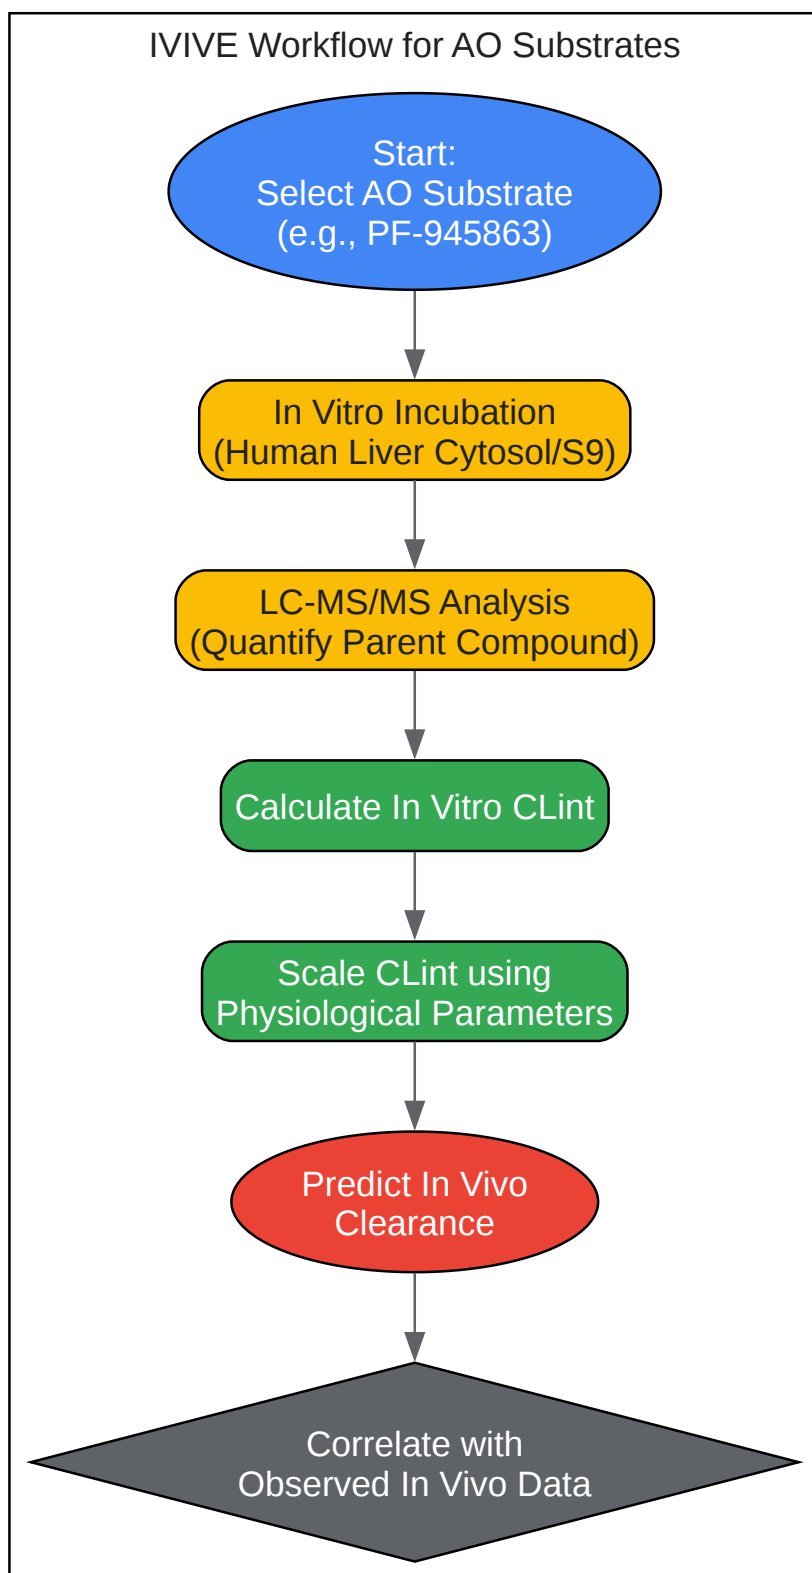 IVIVE Workflow for AO Substrates
Start:
Select AO Substrate
(e.g., PF-945863)
In Vitro Incubation
(Human Liver Cytosol/S9)
LC-MS/MS Analysis
(Quantify Parent Compound)
Calculate In Vitro CLint
Scale CLint using
Physiological Parameters
Predict In Vivo
Clearance
Correlate with
Observed In Vivo Data